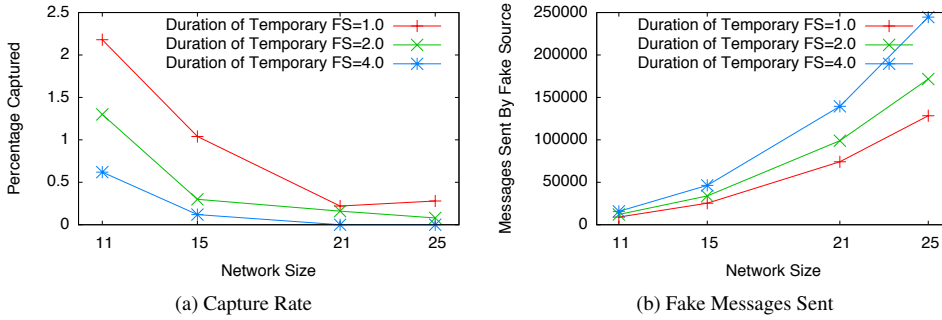 Duration of Temporary FS=1.0
Duration of Temporary FS=2.0
Duration of Temporary FS=4.0
2.5
2
1.5
1
0.5
0
Percentage Captured
11 15 21 25
Network Size
(a) Capture Rate
Duration of Temporary FS=1.0
Duration of Temporary FS=2.0
Duration of Temporary FS=4.0
250000
200000
150000
100000
50000
0
Messages Sent By Fake Source
11 15 21 25
Network Size
(b) Fake Messages Sent